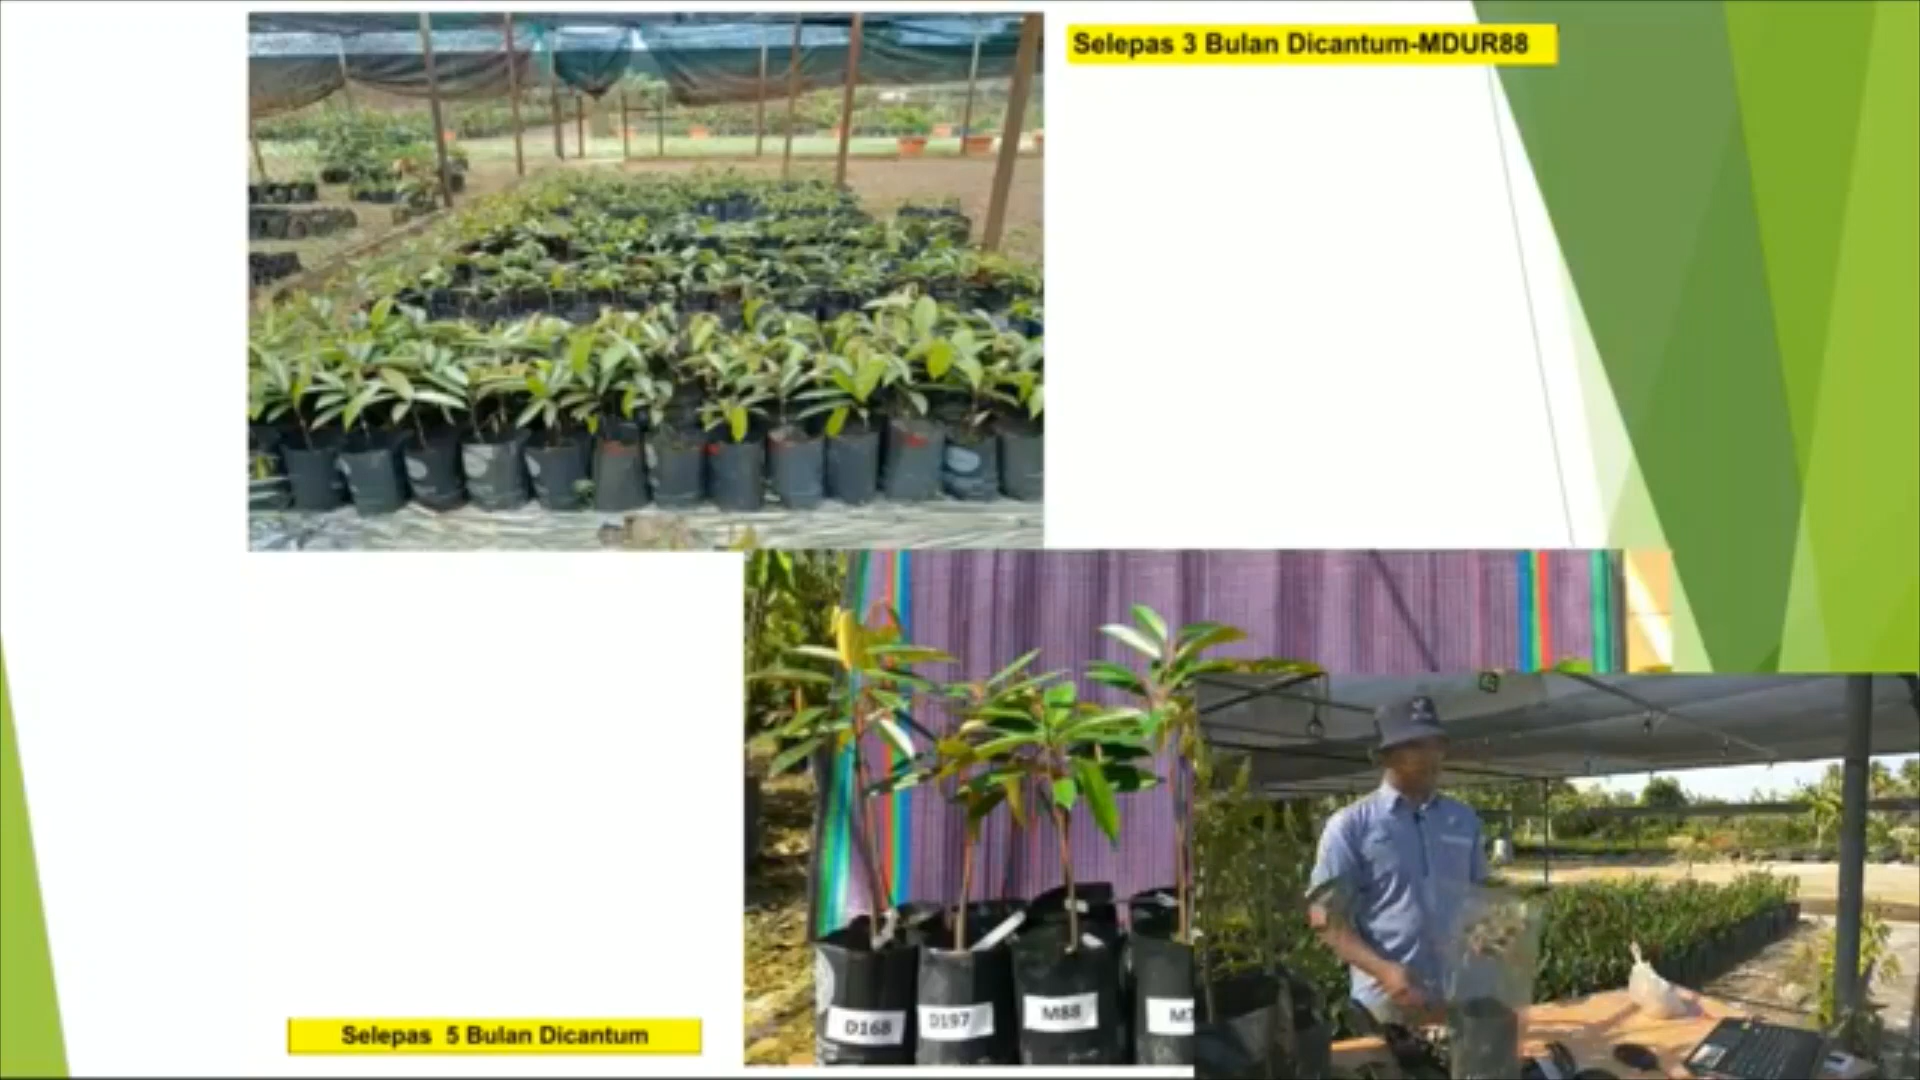 Selepas 3 Bulan Dicantum-MDUR88
Selepas 5 Bulan Dicantum
D168
D197
M88